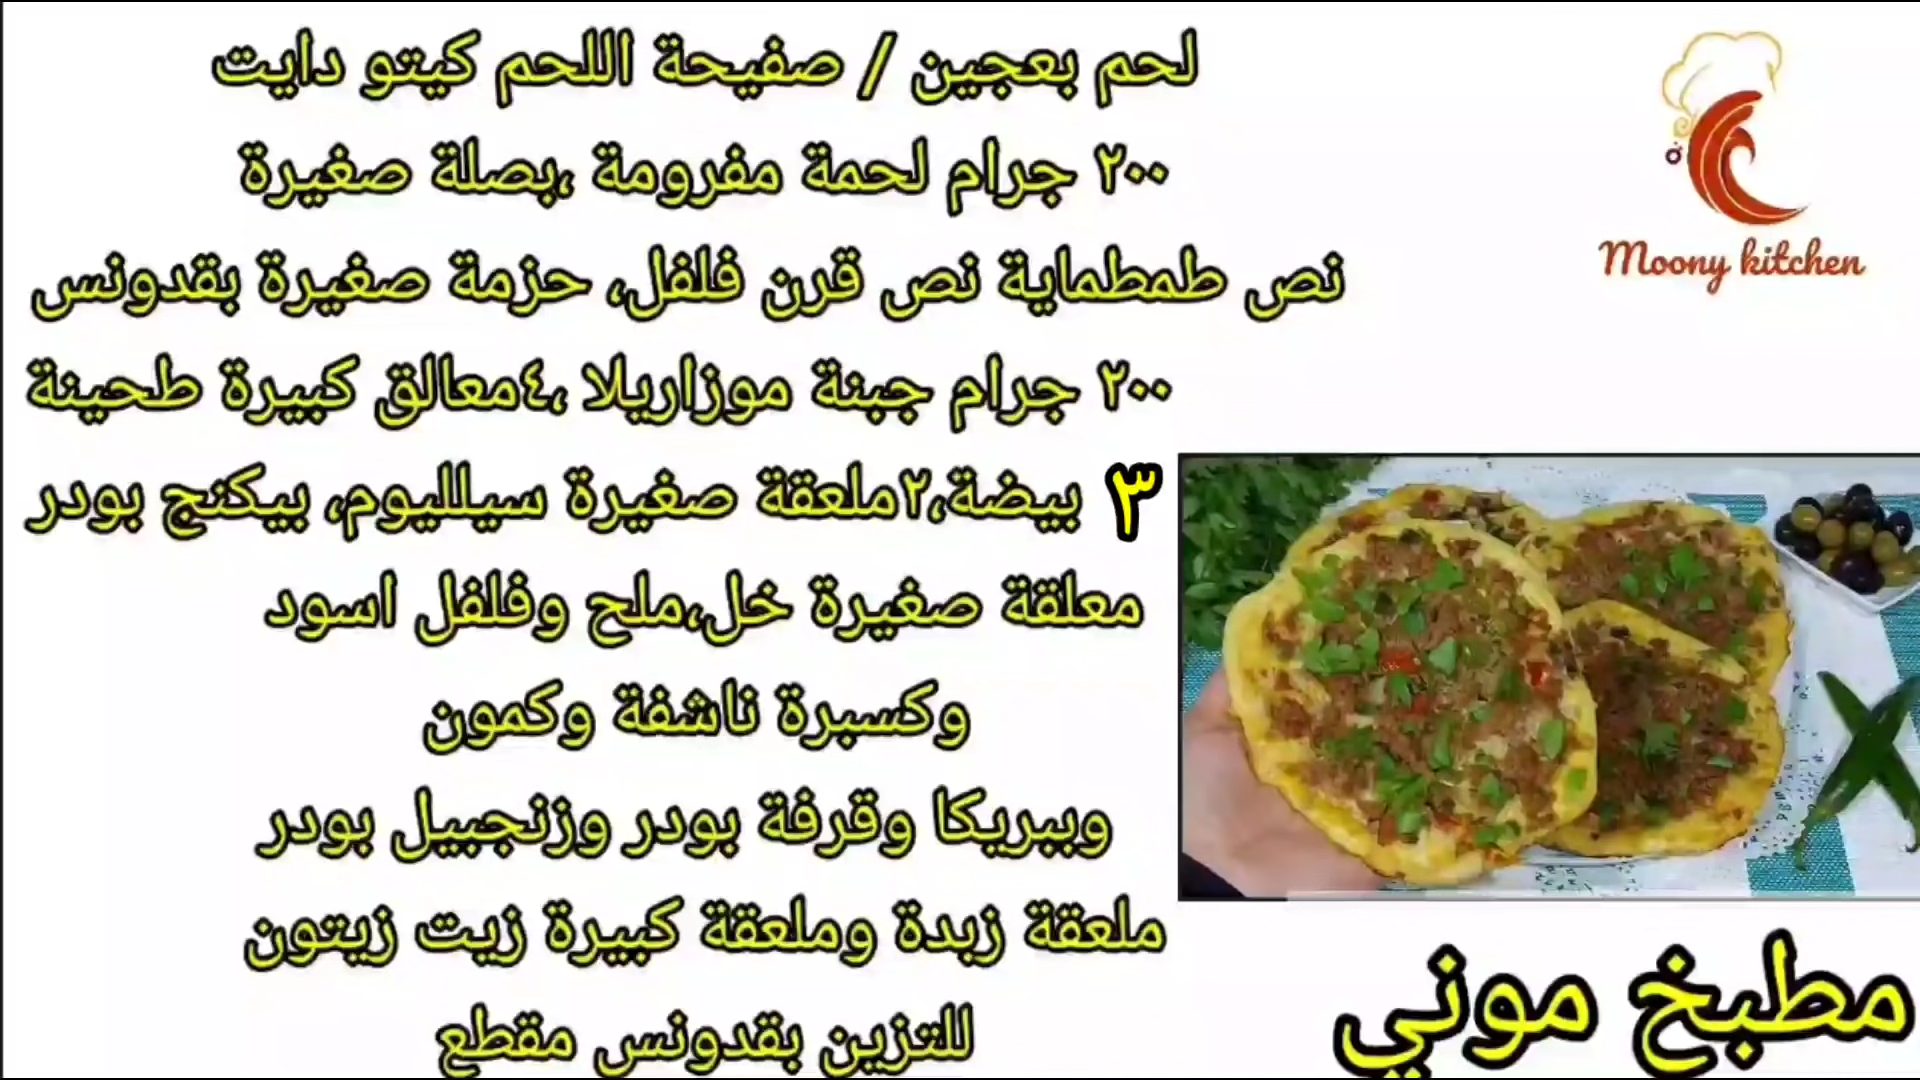 لحم بعجين / صفيحة اللحم كيتو دايت
٢٠٠ جرام لحمة مفرومة ،بصلة صغيرة
نص طمطماية نص قرن فلفل، حزمة صغيرة بقدونس
٢٠٠ جرام جبنة موزاريلا ،٤معالق كبيرة طحينة
٣ بيضة،٢ملعقة صغيرة سيلليوم، بيكنج بودر
معلقة صغيرة خل،ملح وفلفل اسود
وكسبرة ناشفة وكمون
وببريكا وقرفة بودر وزنجبيل بودر
ملعقة زبدة وملعقة كبيرة زيت زيتون
للتزين بقدونس مقطع
Moony kitchen
مطبخ موني